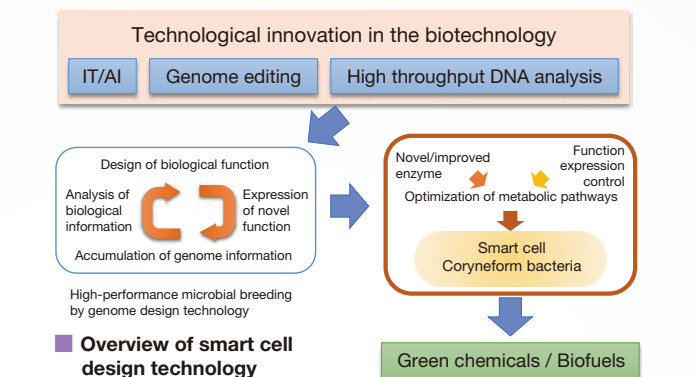 Technological innovation in the biotechnology
IT/AI
Genome editing
High throughput DNA analysis
Design of biological function
Analysis of
biological
information
Expression
of novel
function
Accumulation of genome information
High-performance microbial breeding
by genome design technology
Overview of smart cell
design technology
Novel/improved
enzyme
Function
expression
control
Optimization of metabolic pathways
Smart cell
Coryneform bacteria
Green chemicals / Biofuels